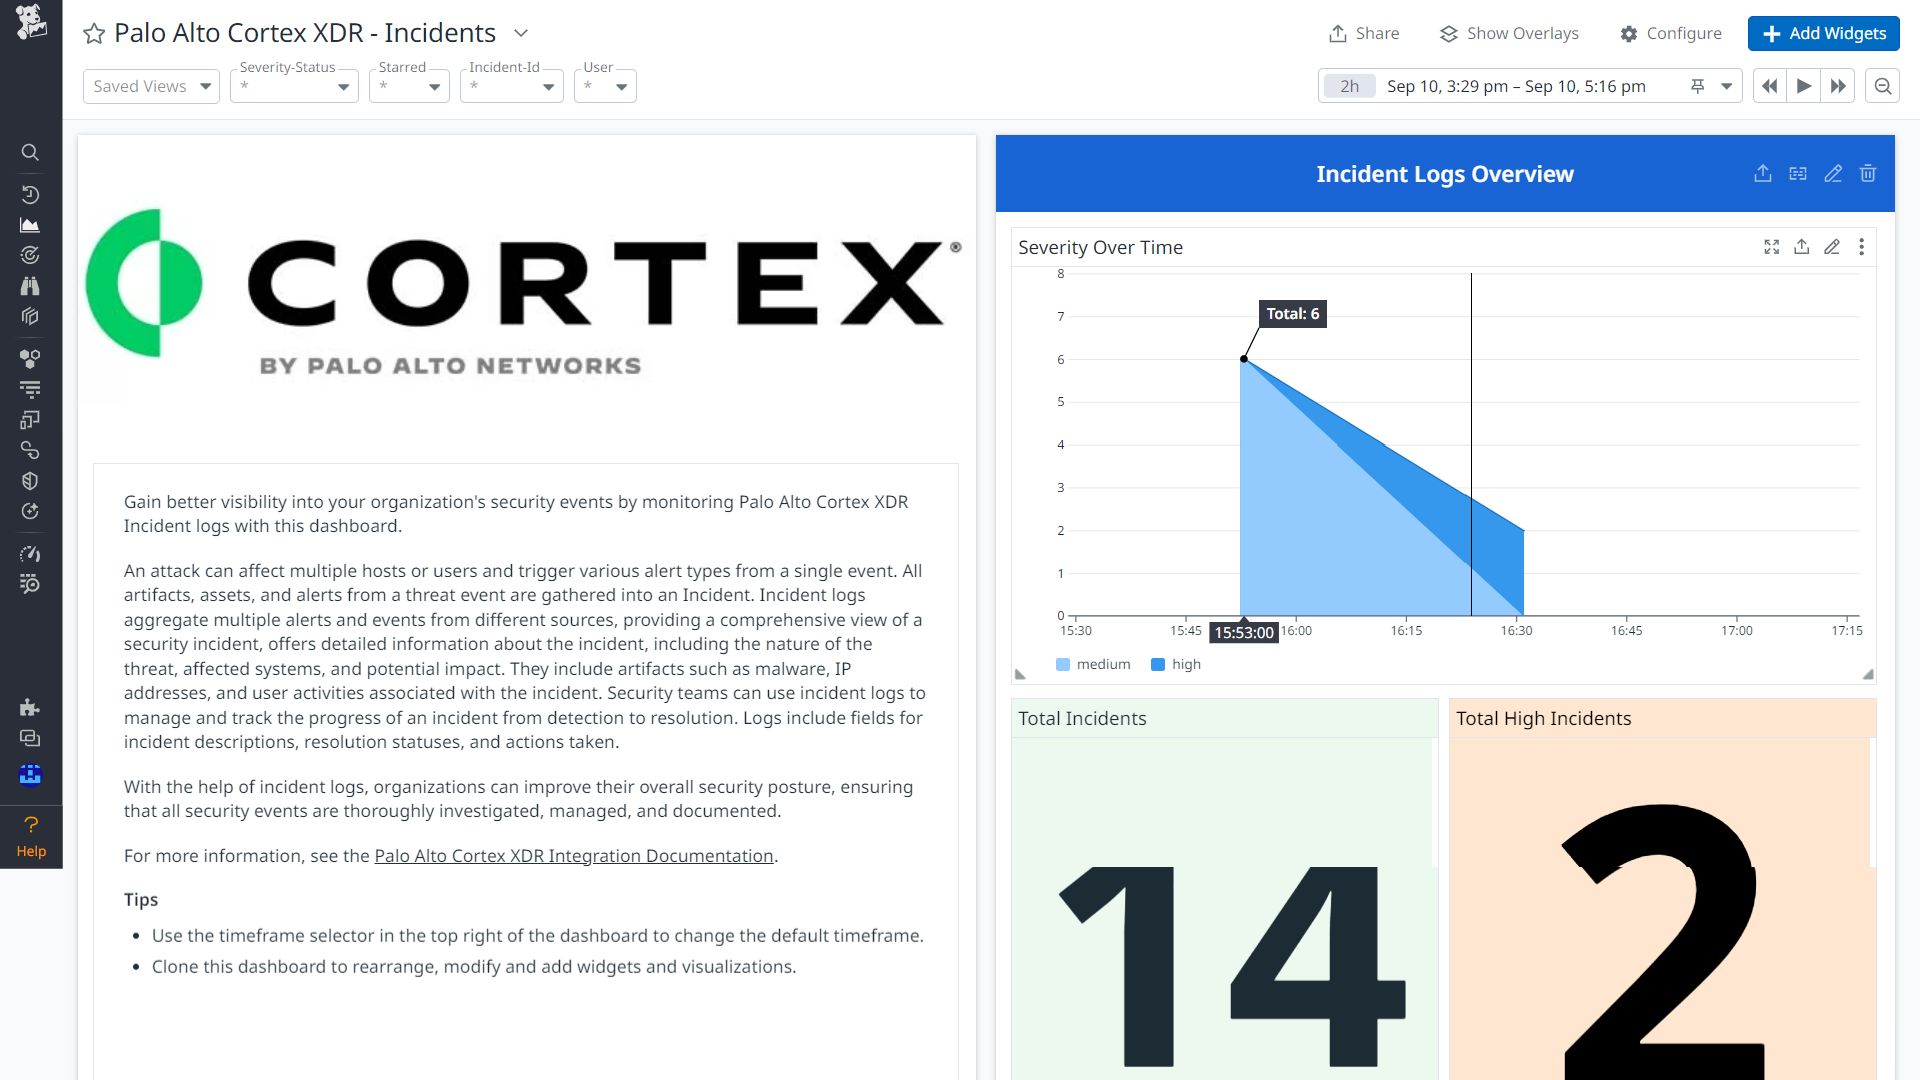 Palo Alto Cortex XDR - Incidents
Share
Show Overlays
Configure
Add Widgets
Saved Views
Severity-Status
*
Starred
*
Incident-Id
*
User
*
2h
Sep 10, 3:29 pm – Sep 10, 5:16 pm
Help
CORTEX®
BY PALO ALTO NETWORKS
Gain better visibility into your organization's security events by monitoring Palo Alto Cortex XDR
Incident logs with this dashboard.
An attack can affect multiple hosts or users and trigger various alert types from a single event. All
artifacts, assets, and alerts from a threat event are gathered into an Incident. Incident logs
aggregate multiple alerts and events from different sources, providing a comprehensive view of a
security incident, offers detailed information about the incident, including the nature of the
threat, affected systems, and potential impact. They include artifacts such as malware, IP
addresses, and user activities associated with the incident. Security teams can use incident logs to
manage and track the progress of an incident from detection to resolution. Logs include fields for
incident descriptions, resolution statuses, and actions taken.
With the help of incident logs, organizations can improve their overall security posture, ensuring
that all security events are thoroughly investigated, managed, and documented.
For more information, see the Palo Alto Cortex XDR Integration Documentation.
Tips
• Use the timeframe selector in the top right of the dashboard to change the default timeframe.
• Clone this dashboard to rearrange, modify and add widgets and visualizations.
Incident Logs Overview
Severity Over Time
8
7
6
5
4
3
2
1
0
Total: 6
15:30
15:45
15:53:00
16:00
16:15
16:30
16:45
17:00
17:15
medium
high
Total Incidents
14
Total High Incidents
2